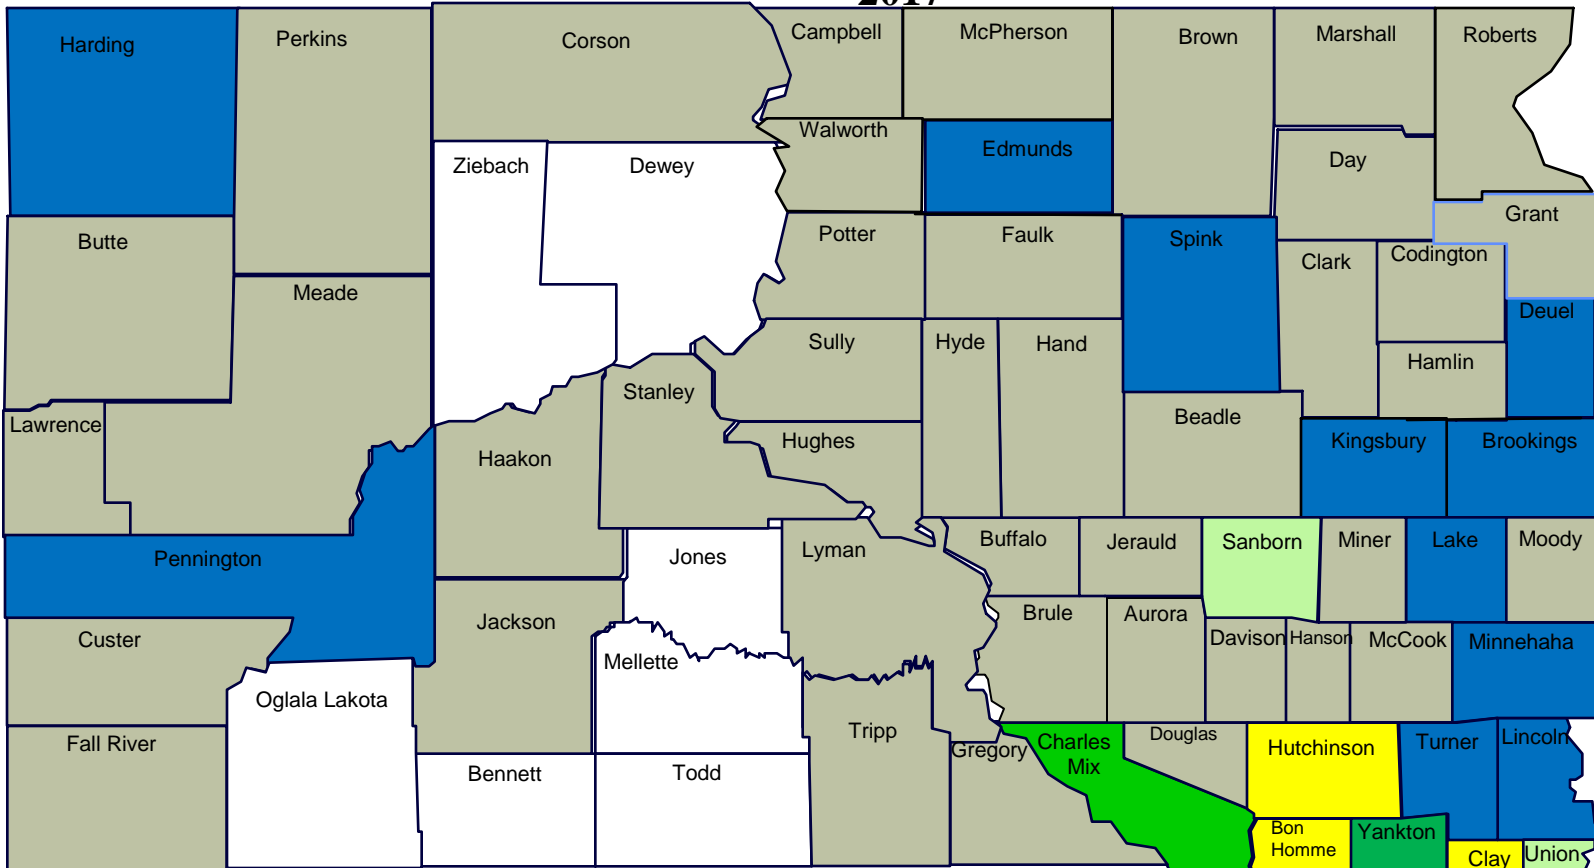 2017
Harding
Perkins
Corson
Campbell
McPherson
Brown
Marshall
Roberts
Walworth
Edmunds
Day
Ziebach
Dewey
Grant
Butte
Potter
Faulk
Spink
Clark
Codington
Meade
Deuel
Sully
Hyde
Hand
Hamlin
Stanley
Lawrence
Beadle
Hughes
Kingsbury
Brookings
Haakon
Pennington
Jones
Lyman
Buffalo
Jerauld
Sanborn
Miner
Lake
Moody
Custer
Jackson
Brule
Aurora
Davison
Hanson
McCook
Minnehaha
Mellette
Oglala Lakota
Fall River
Tripp
Gregory
Charles
Mix
Douglas
Hutchinson
Turner
Lincoln
Bennett
Todd
Bon
Homme
Yankton
Clay
Union